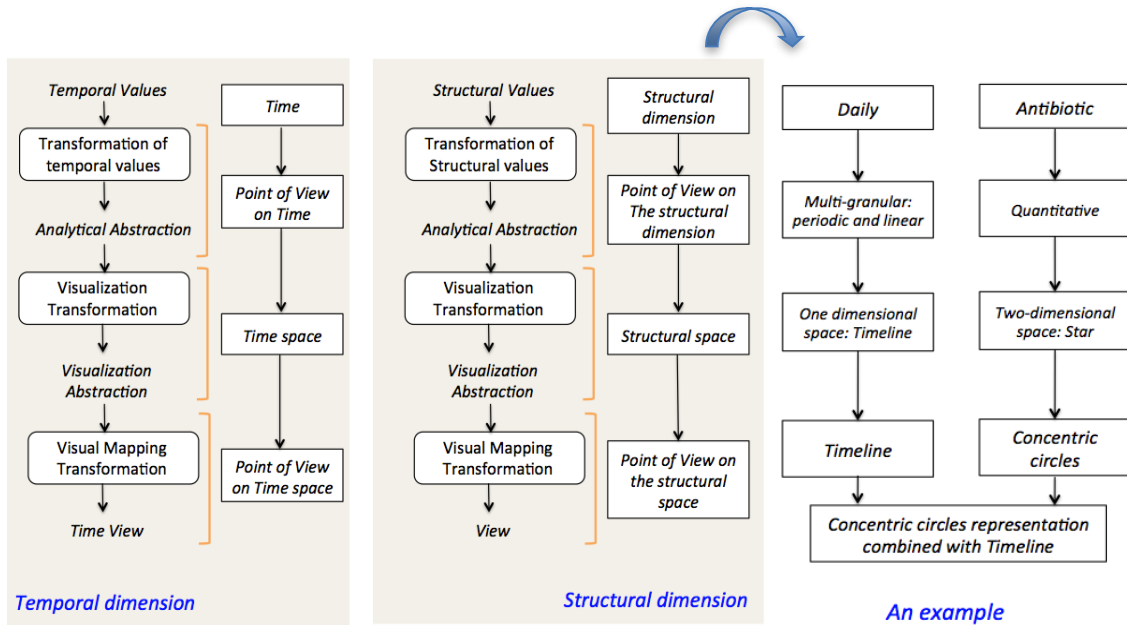 Temporal Values
Transformation of
temporal values
Analytical Abstraction
Visualization
Transformation
Visualization
Abstraction
Visual Mapping
Transformation
Time View
Time
Point of View
on Time
Time space
Point of View
on Time space
Temporal dimension
Structural Values
Transformation of
Structural values
Analytical Abstraction
Visualization
Transformation
Visualization
Abstraction
Visual Mapping
Transformation
View
Structural
dimension
Point of View on
The structural
dimension
Structural space
Point of View on
the structural
space
Structural dimension
Daily
Multi-granular:
periodic and linear
One dimensional
space: Timeline
Timeline
Antibiotic
Quantitative
Two-dimensional
space: Star
Concentric
circles
Concentric circles representation
combined with Timeline
An example